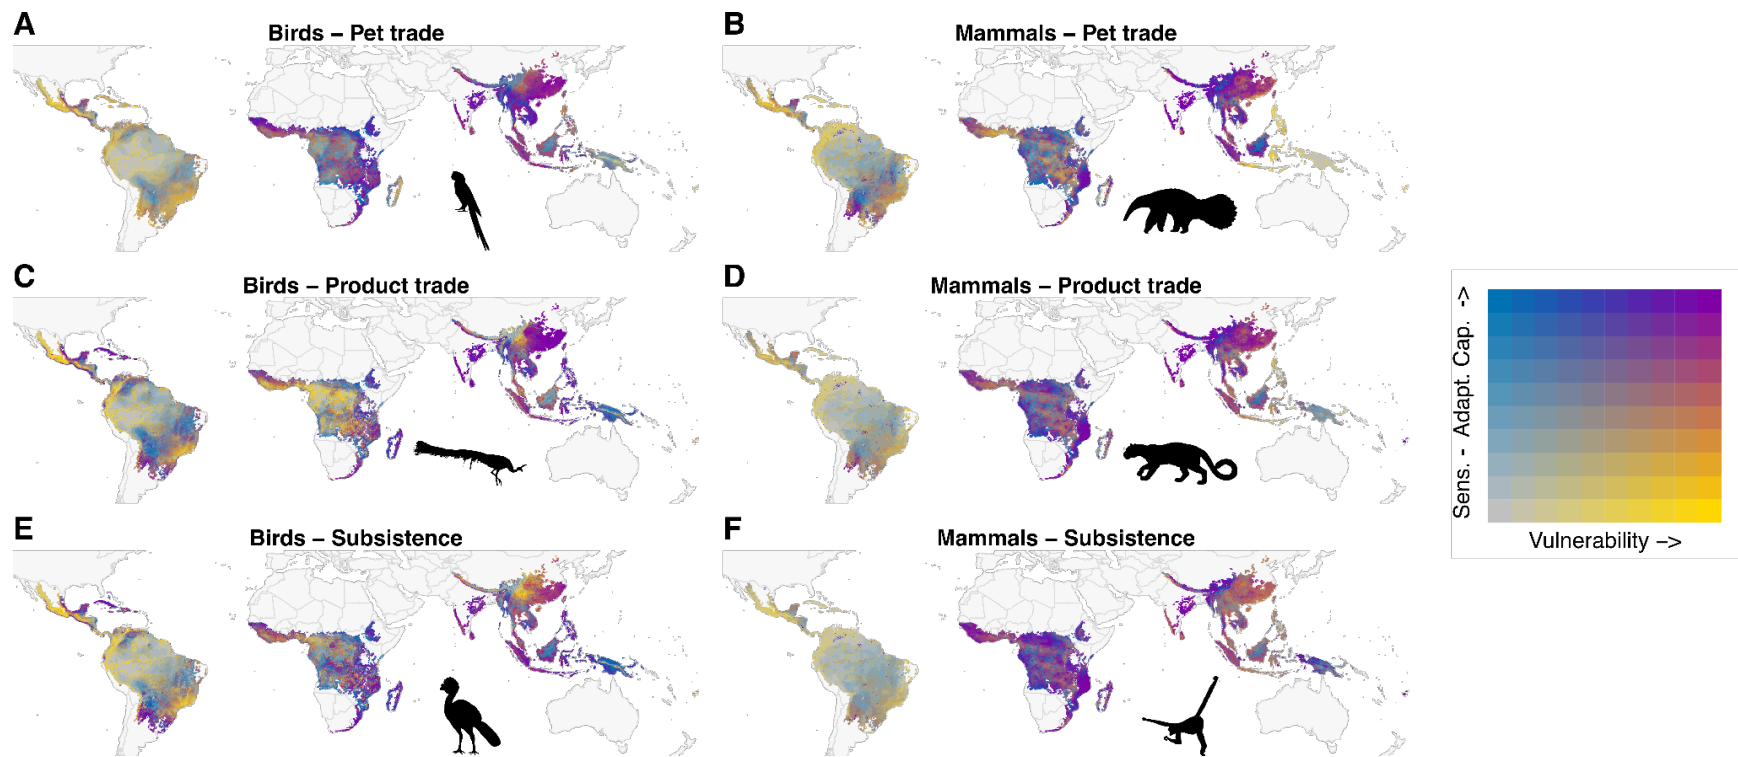 A
Birds – Pet trade
B
Mammals – Pet trade
C
Birds – Product trade
D
Mammals – Product trade
E
Birds – Subsistence
F
Mammals – Subsistence
Sens. - Adapt. Cap. ->
Vulnerability –>